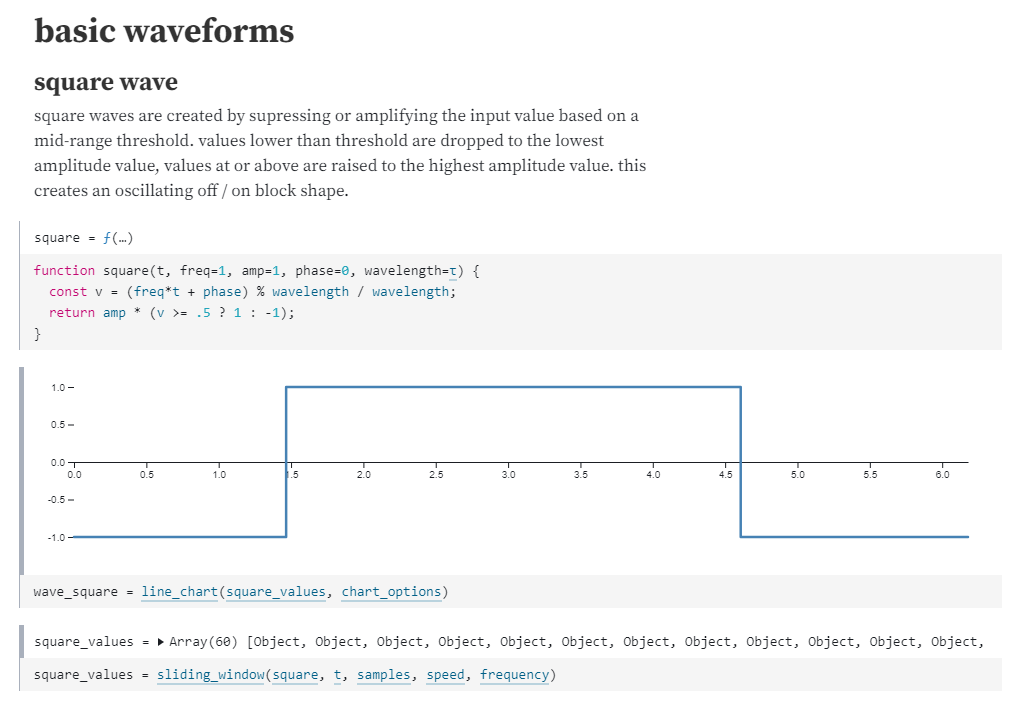 basic waveforms
square wave
square waves are created by supressing or amplifying the input value based on a
mid-range threshold. values lower than threshold are dropped to the lowest
amplitude value, values at or above are raised to the highest amplitude value. this
creates an oscillating off / on block shape.
square = ƒ(…)
function square(t, freq=1, amp=1, phase=0, wavelength=τ) {
  const v = (freq*t + phase) % wavelength / wavelength;
  return amp * (v >= .5 ? 1 : -1);
}
1.0
0.5
0.0
0.0 0.5 1.0 1.5 2.0 2.5 3.0 3.5 4.0 4.5 5.0 5.5 6.0
-0.5
-1.0
wave_square = line_chart(square_values, chart_options)
square_values = ▸ Array(60) [Object, Object, Object, Object, Object, Object, Object, Object, Object, Object, Object, Object,
square_values = sliding_window(square, t, samples, speed, frequency)